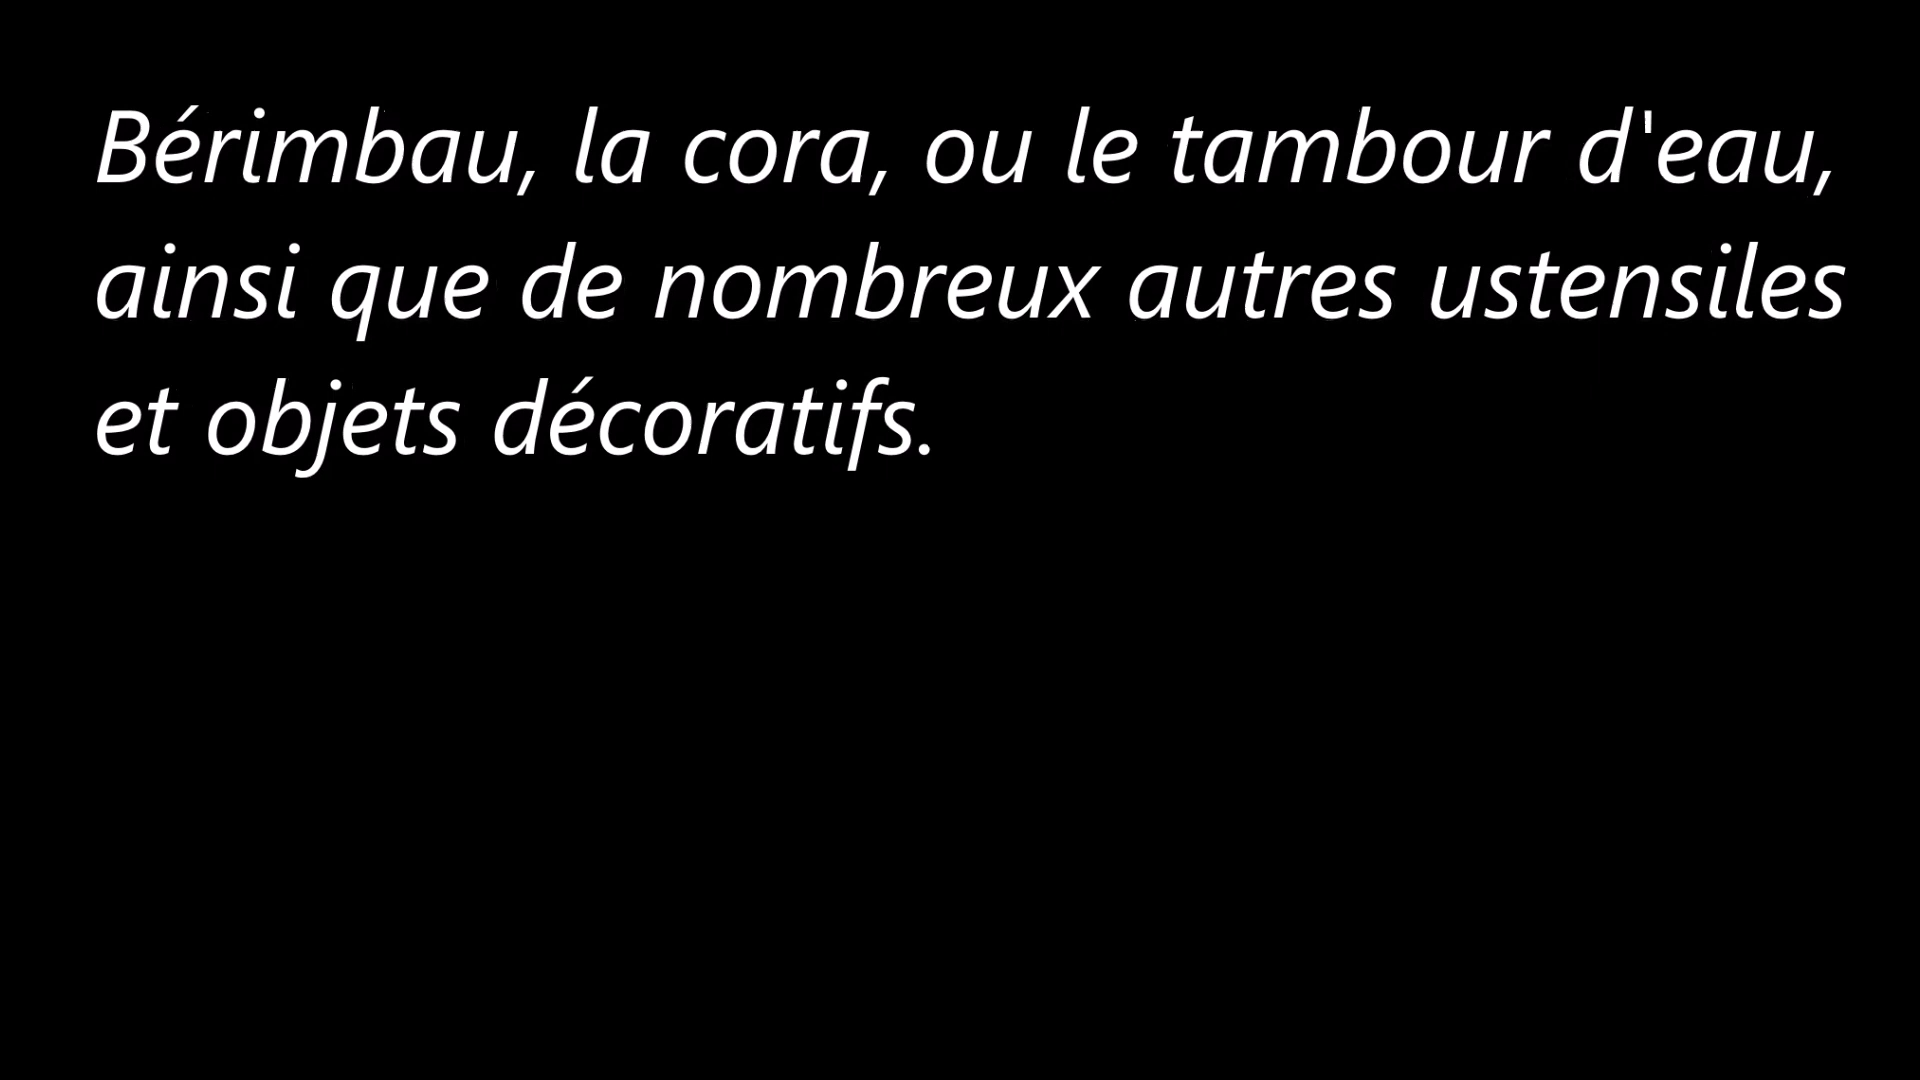 Bérimbau, la cora, ou le tambour d'eau,
ainsi que de nombreux autres ustensiles
et objets décoratifs.